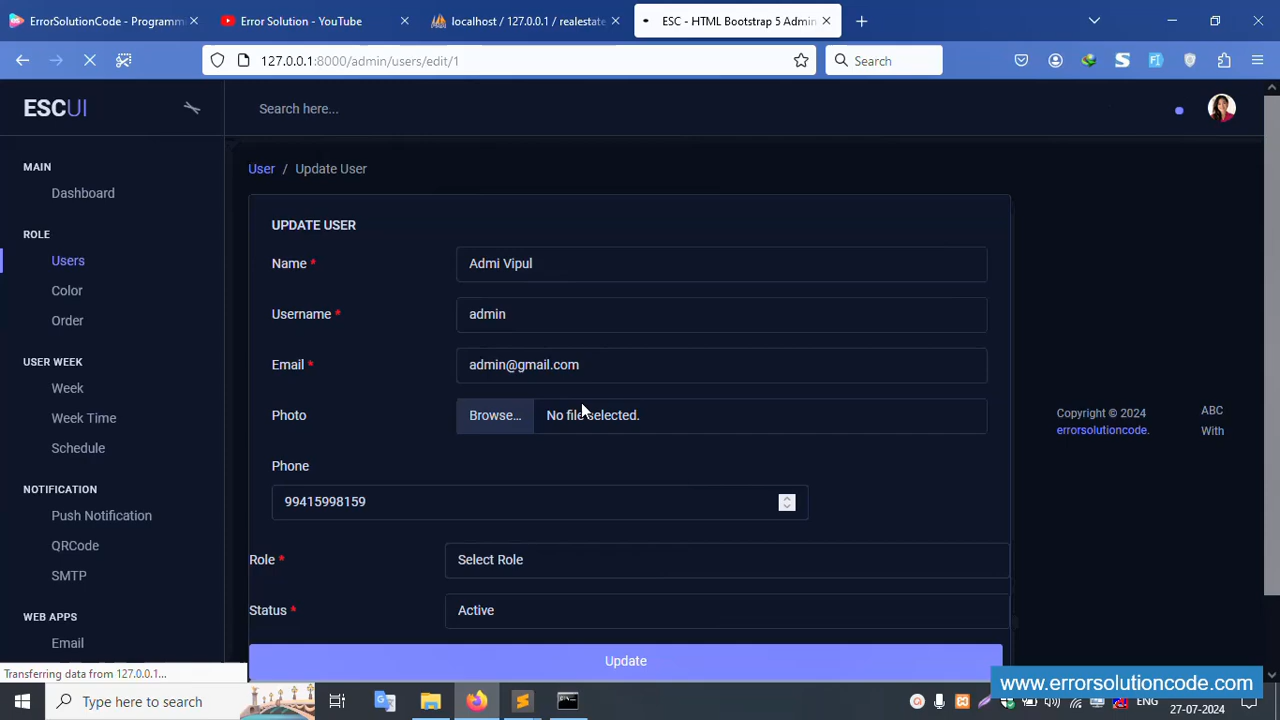 ErrorSolutionCode - Programmi
Error Solution - YouTube
localhost / 127.0.0.1 / realestate
ESC - HTML Bootstrap 5 Admin
127.0.0.1:8000/admin/users/edit/1
Search
ESCUI
Search here...
MAIN
Dashboard
ROLE
Users
Color
Order
USER WEEK
Week
Week Time
Schedule
NOTIFICATION
Push Notification
QRCode
SMTP
WEB APPS
Email
User / Update User
UPDATE USER
Name *
Admi Vipul
Username *
admin
Email *
admin@gmail.com
Photo
Browse... No file selected.
Phone
99415998159
Role *
Select Role
Status *
Active
Update
Copyright © 2024
errorsolutioncode.
ABC
With
Transferring data from 127.0.0.1...
www.errorsolutioncode.com
Type here to search
27-07-2024